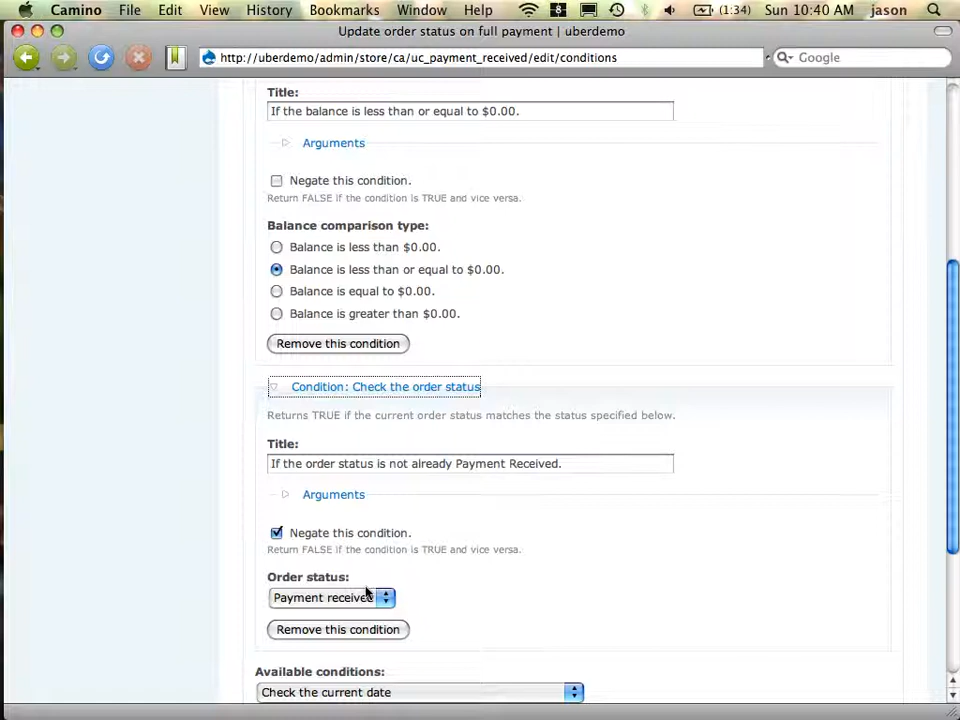 Camino File Edit View History Bookmarks Window Help (1:34) Sun 10:40 AM jason
Update order status on full payment | uberdemo
http://uberdemo/admin/store/ca/uc_payment_received/edit/conditions Google
Title:
If the balance is less than or equal to $0.00.
Arguments
Negate this condition.
Return FALSE if the condition is TRUE and vice versa.
Balance comparison type:
Balance is less than $0.00.
Balance is less than or equal to $0.00.
Balance is equal to $0.00.
Balance is greater than $0.00.
Remove this condition
Condition: Check the order status
Returns TRUE if the current order status matches the status specified below.
Title:
If the order status is not already Payment Received.
Arguments
Negate this condition.
Return FALSE if the condition is TRUE and vice versa.
Order status:
Payment received
Remove this condition
Available conditions:
Check the current date